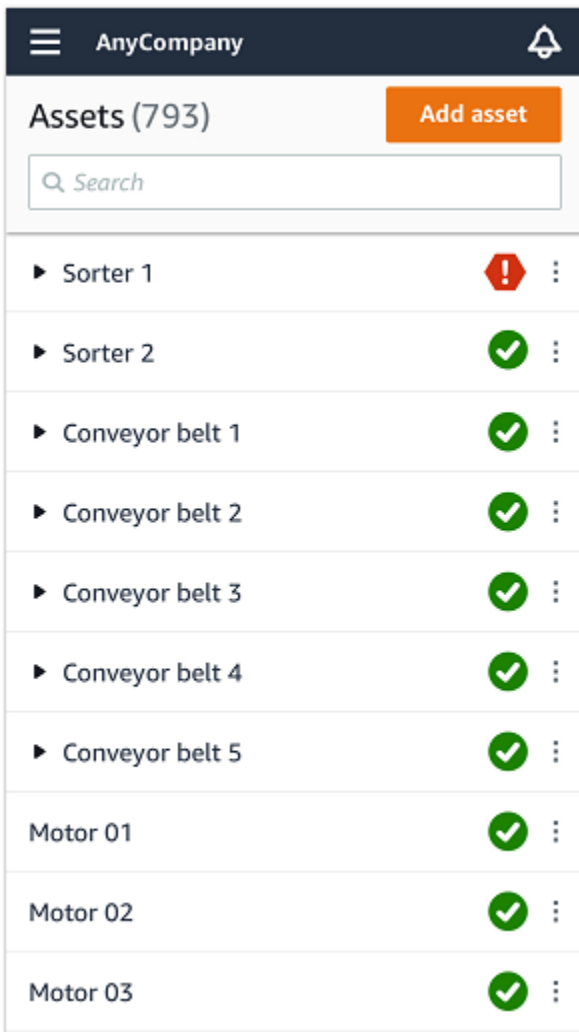 AnyCompany
Assets (793)
Add asset
Search
Sorter 1
Sorter 2
Conveyor belt 1
Conveyor belt 2
Conveyor belt 3
Conveyor belt 4
Conveyor belt 5
Motor 01
Motor 02
Motor 03